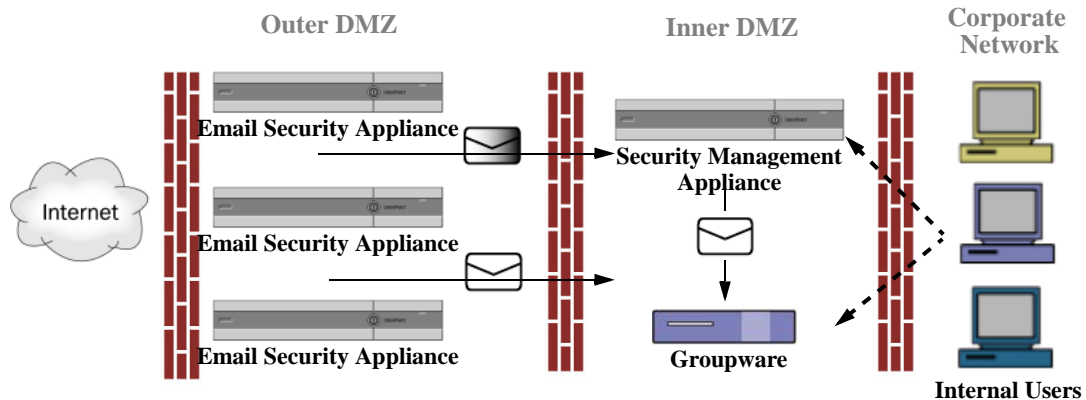 Outer DMZ
Inner DMZ
Corporate
Network
Email Security Appliance
Security Management
Appliance
Internet
Email Security Appliance
Email Security Appliance
Groupware
Internal Users